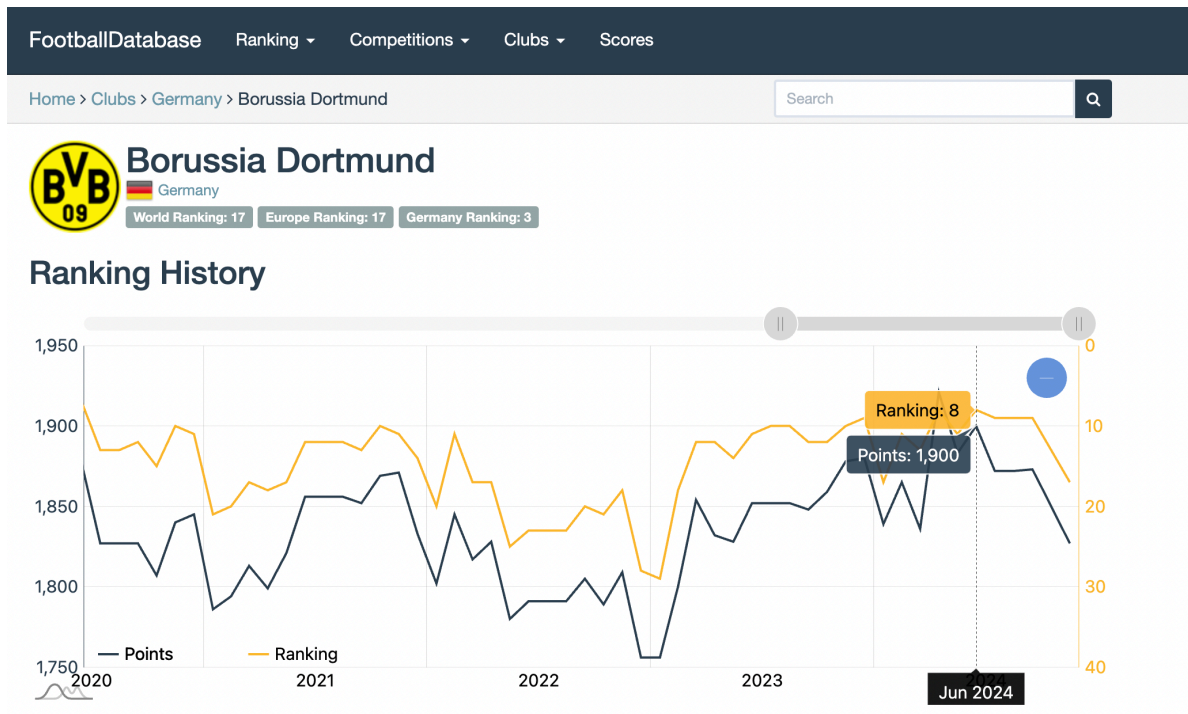 FootballDatabase Ranking Competitions Clubs Scores
Home > Clubs > Germany > Borussia Dortmund
Search
BVB
09
Borussia Dortmund
Germany
World Ranking: 17 Europe Ranking: 17 Germany Ranking: 3
Ranking History
1,950 0
1,900 10
1,850 20
1,800 30
1,750 40
Ranking: 8
Points: 1,900
Points Ranking
2020 2021 2022 2023 2024
Jun 2024